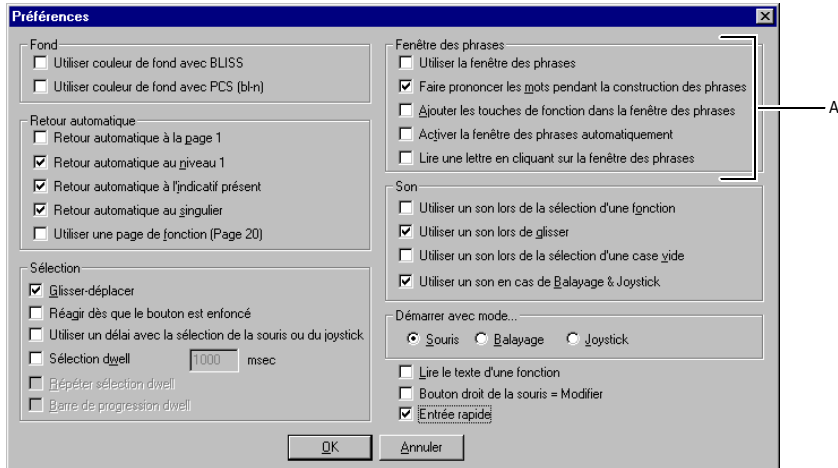 Préférences
Fond
Utiliser couleur de fond avec BLISS
Utiliser couleur de fond avec PCS (bl-n)
Retour automatique
Retour automatique à la page 1
Retour automatique au niveau 1
Retour automatique à l'indicatif présent
Retour automatique au singulier
Utiliser une page de fonction (Page 20)
Sélection
Glisser-déplacer
Réagir dès que le bouton est enfoncé
Utiliser un délai avec la sélection de la souris ou du joystick
Sélection dwell 1000 msec
Répéter sélection dwell
Barre de progression dwell
Fenêtre des phrases
Utiliser la fenêtre des phrases
Faire prononcer les mots pendant la construction des phrases
Ajouter les touches de fonction dans la fenêtre des phrases
Activer la fenêtre des phrases automatiquement
Lire une lettre en cliquant sur la fenêtre des phrases
A
Son
Utiliser un son lors de la sélection d'une fonction
Utiliser un son lors de glisser
Utiliser un son lors de la sélection d'une case vide
Utiliser un son en cas de Balayage & Joystick
Démarrer avec mode...
Souris Balayage Joystick
Lire le texte d'une fonction
Bouton droit de la souris = Modifier
Entrée rapide
OK Annuler